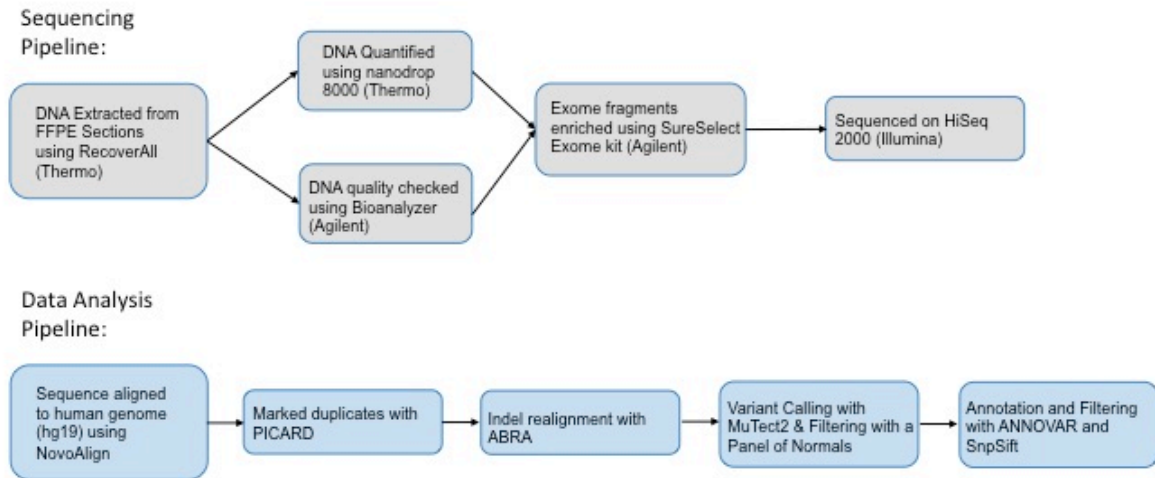 Sequencing
Pipeline:
DNA Extracted from
FFPE Sections
using RecoverAll
(Thermo)
DNA Quantified
using nanodrop
8000 (Thermo)
DNA quality checked
using Bioanalyzer
(Agilent)
Exome fragments
enriched using SureSelect
Exome kit (Agilent)
Sequenced on HiSeq
2000 (Illumina)
Data Analysis
Pipeline:
Sequence aligned
to human genome
(hg19) using
NovoAlign
Marked duplicates with
PICARD
Indel realignment with
ABRA
Variant Calling with
MuTect2 & Filtering with a
Panel of Normals
Annotation and Filtering
with ANNOVAR and
SnpSift